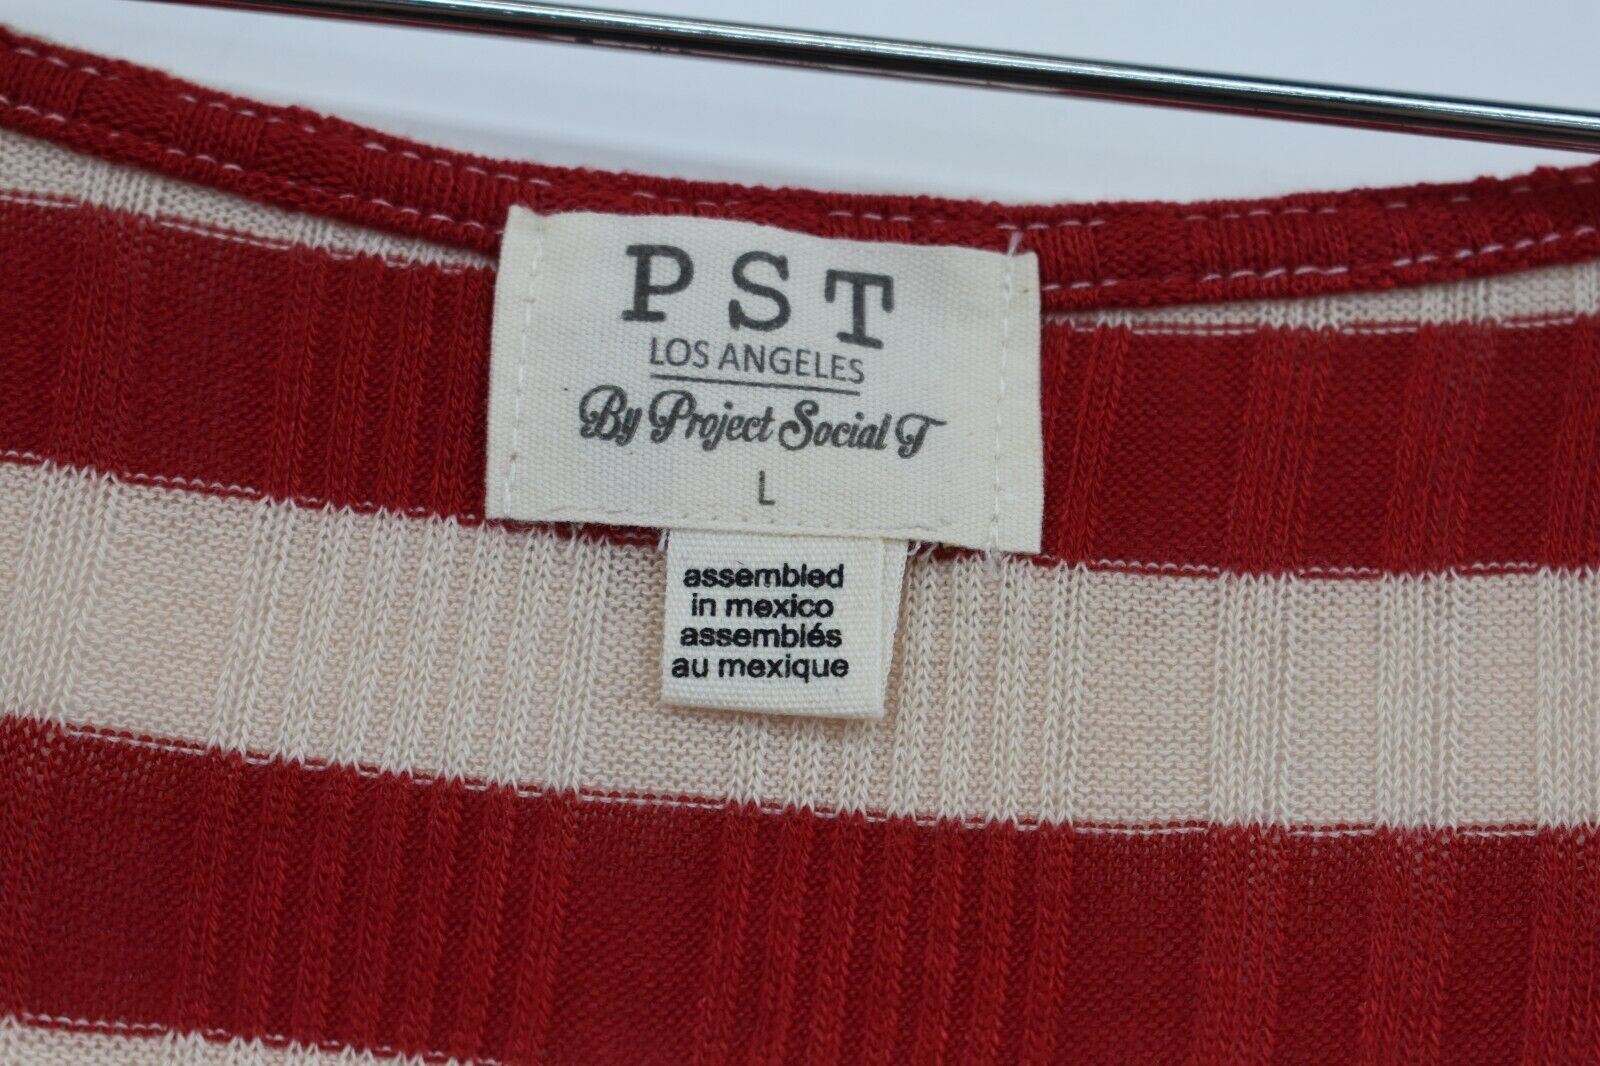 PST
LOS ANGELES
By Project Social T
L
assembled
in mexico
assemblés
au mexique